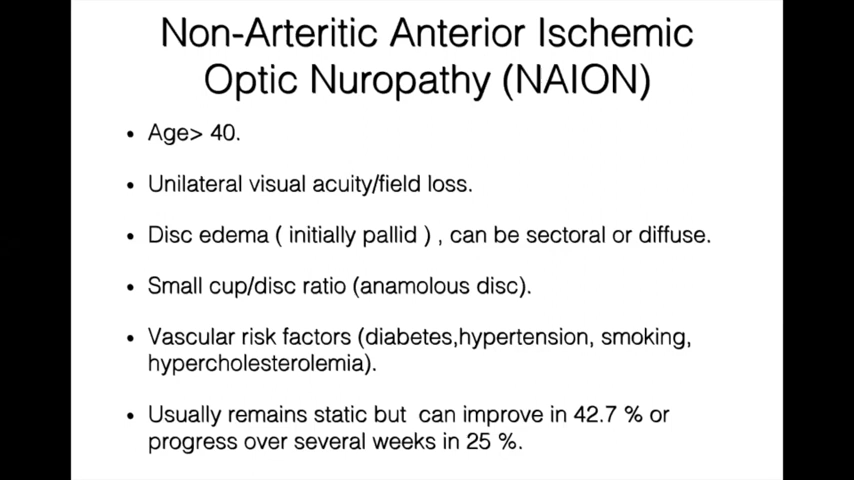 Non-Arteritic Anterior Ischemic
Optic Nuropathy (NAION)
• Age> 40.
• Unilateral visual acuity/field loss.
• Disc edema ( initially pallid ) , can be sectoral or diffuse.
• Small cup/disc ratio (anamolous disc).
• Vascular risk factors (diabetes,hypertension, smoking,
hypercholesterolemia).
• Usually remains static but can improve in 42.7 % or
progress over several weeks in 25 %.